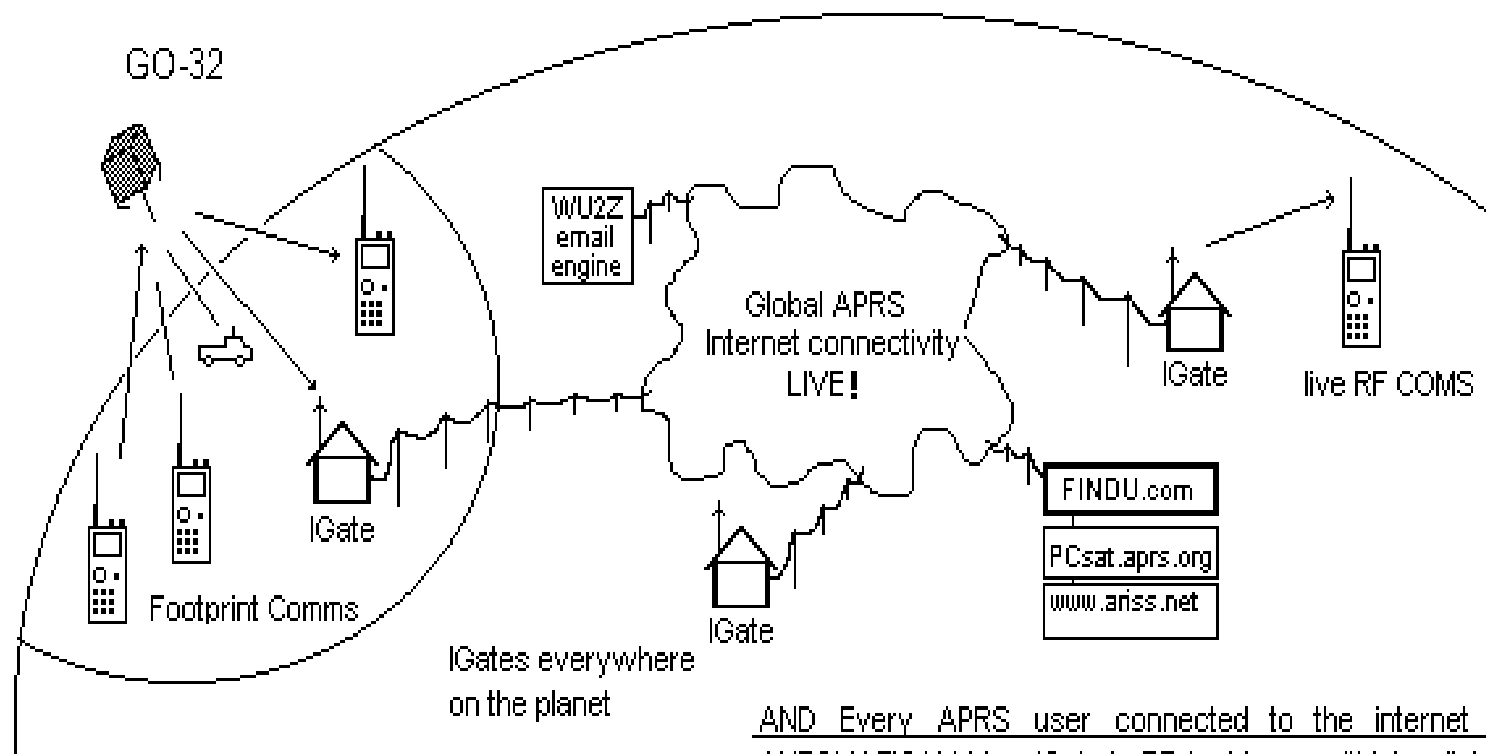 GO-32
WU2Z
email
engine
Global APRS
Internet connectivity
LIVE!
IGate
live RF COMS
IGate
FINDU.com
PCsat.aprs.org
www.ariss.net
Footprint Comms
IGate
IGates everywhere
on the planet
AND Every APRS user connected to the internet